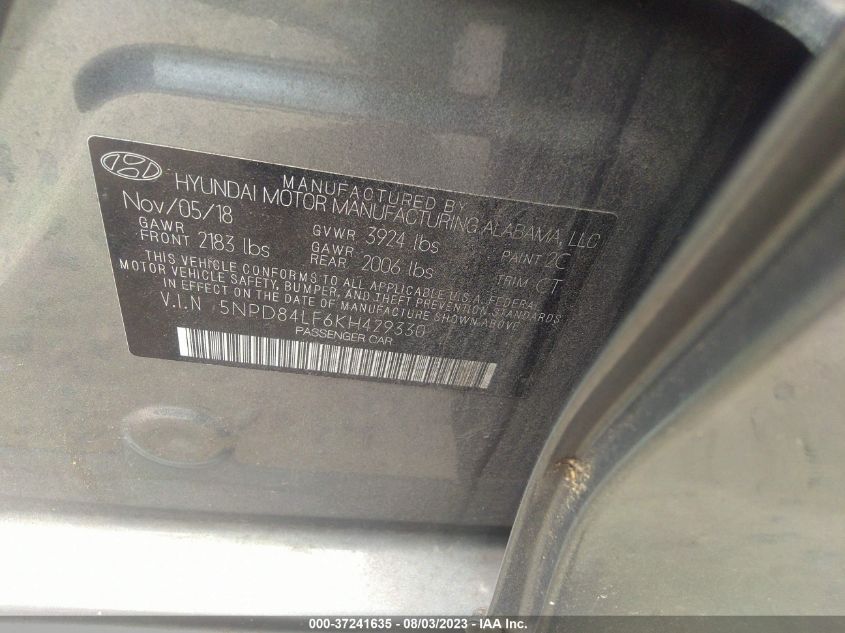 MANUFACTURED BY
HYUNDAI MOTOR MANUFACTURING ALABAMA, LLC
Nov/05/18
GVWR 3924 lbs
PAINT 2C
GAWR FRONT 2183 lbs
GAWR REAR 2006 lbs
TRIM CT
THIS VEHICLE CONFORMS TO ALL APPLICABLE U.S.A. FEDERAL
MOTOR VEHICLE SAFETY, BUMPER, AND THEFT PREVENTION STANDARDS
IN EFFECT ON THE DATE OF MANUFACTURE SHOWN ABOVE.
V.I.N / 5NPD84LF6KH479330
PASSENGER CAR
000-37241635 - 08/03/2023 - IAA Inc.